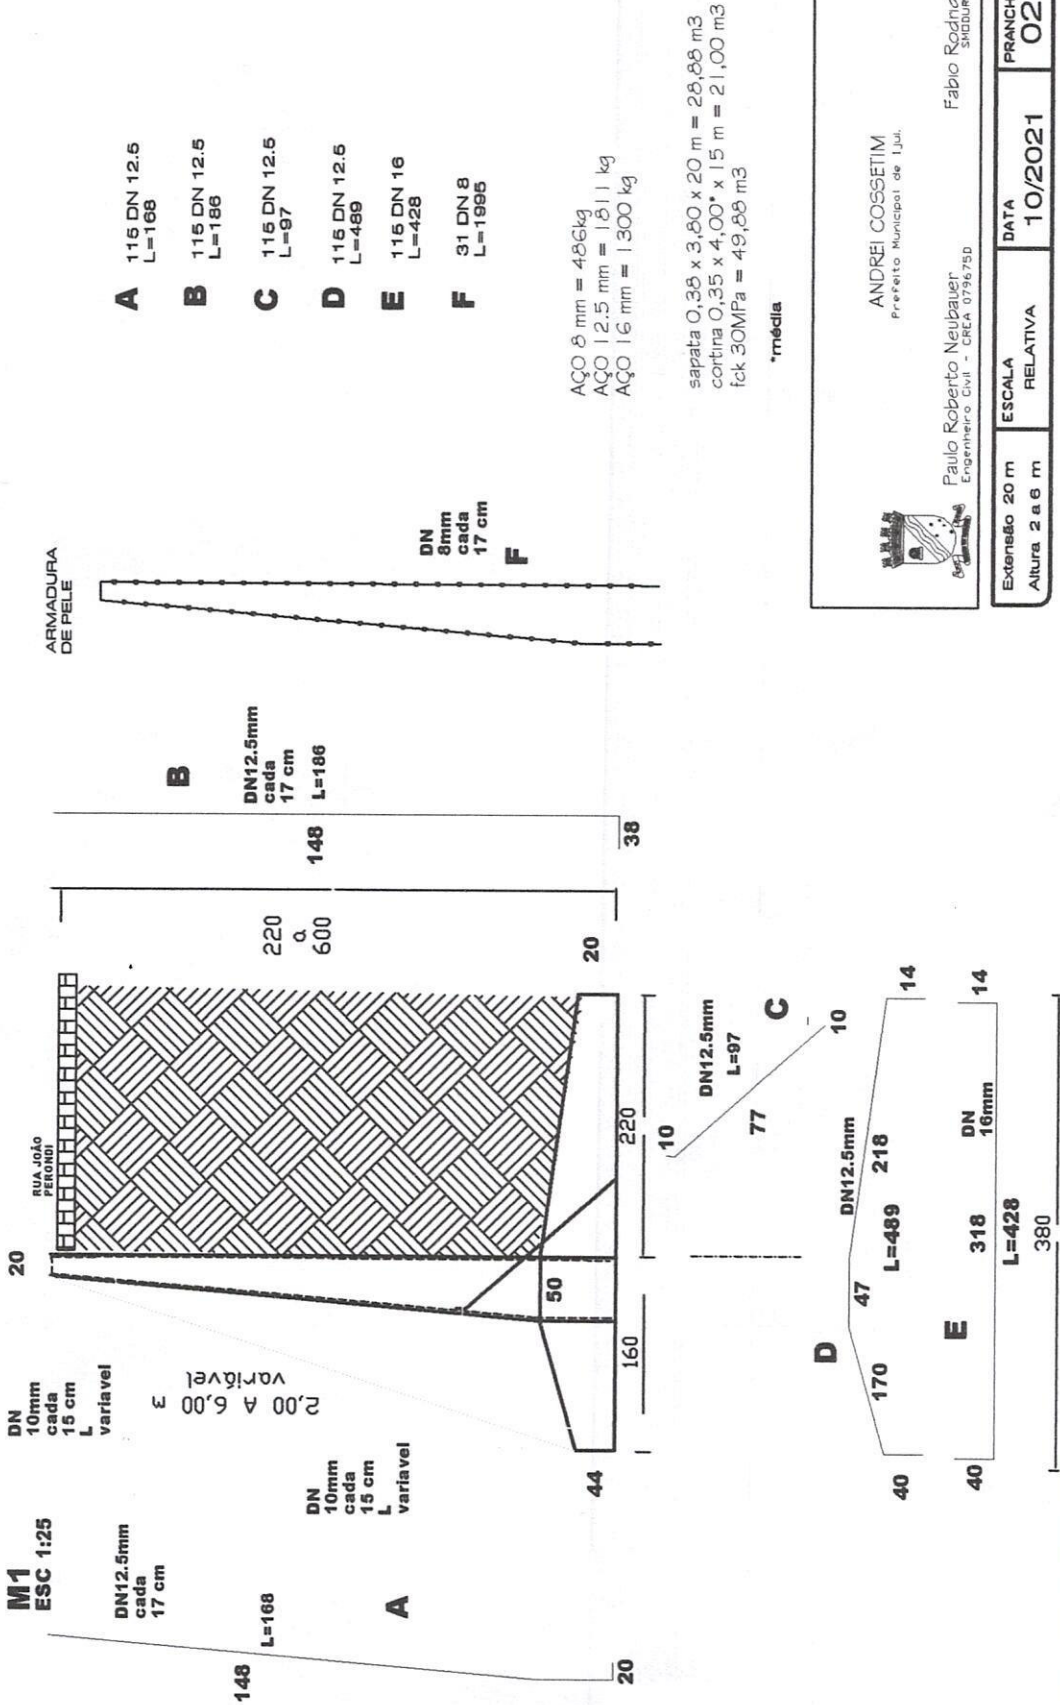 M1
ESC 1:25
DN12.5mm
cada
17 cm
148
L=168
A
20
DN
10mm
cada
15 cm
L
variavel
DN
10mm
cada
15 cm
L
variavel
20
RUA JOÃO
PERONDI
2,00 A 6,00 m
variável
220
a
600
50
44
160
220
20
B
DN12.5mm
cada
17 cm
L=186
148
38
ARMADURA
DE PELE
DN
8mm
cada
17 cm
F
10
DN12.5mm
L=97
77
C
10
D
DN12.5mm
47
170
218
L=489
40
14
E
DN
16mm
318
L=428
40
14
380
A
115 DN 12.5
L=168
B
115 DN 12.5
L=186
C
115 DN 12.5
L=97
D
115 DN 12.5
L=489
E
115 DN 16
L=428
F
31 DN 8
L=1995
AÇO 8 mm = 486kg
AÇO 12.5 mm = 1811 kg
AÇO 16 mm = 1300 kg
sapata 0,38 x 3,80 x 20 m = 28,88 m3
cortina 0,35 x 4,00* x 15 m = 21,00 m3
fck 30MPa = 49,88 m3
*média
ANDREI COSSETIM
Prefeito Municipal de Ijuí.
Paulo Roberto Neubauer
Engenheiro Civil - CREA 079675D
Fabio
Extensão 20 m
Altura 2 a 6 m
ESCALA
RELATIVA
DATA
10/2021
02